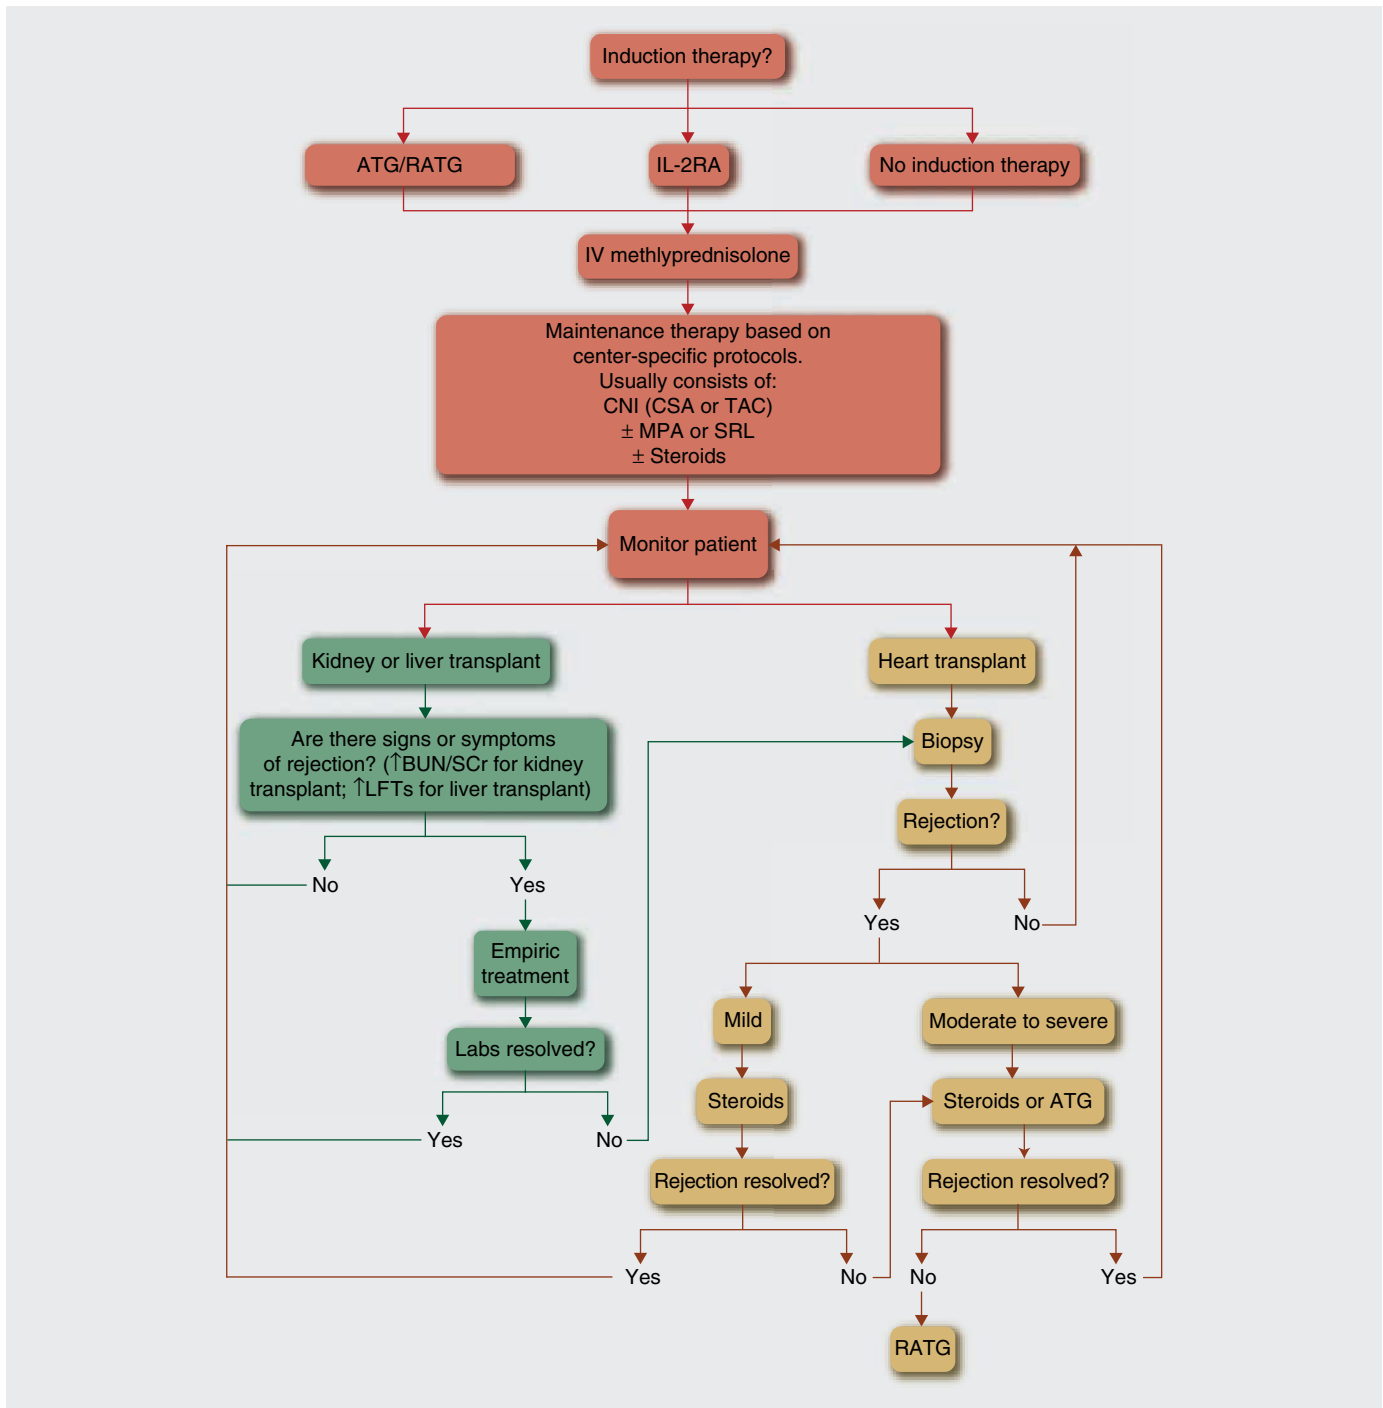 Induction therapy?
ATG/RATG
IL-2RA
No induction therapy
IV methlyprednisolone
Maintenance therapy based on
center-specific protocols.
Usually consists of:
CNI (CSA or TAC)
± MPA or SRL
± Steroids
Monitor patient
Kidney or liver transplant
Heart transplant
Are there signs or symptoms
of rejection? (↑BUN/SCr for kidney
transplant; ↑LFTs for liver transplant)
Biopsy
Rejection?
No
Yes
Yes
No
Empiric
treatment
Labs resolved?
Yes
No
Mild
Moderate to severe
Steroids
Steroids or ATG
Rejection resolved?
Rejection resolved?
Yes
No
No
Yes
RATG